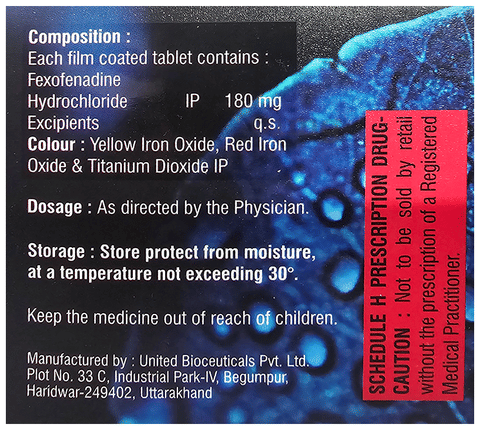 Composition :
Each film coated tablet contains :
Fexofenadine
Hydrochloride IP 180 mg
Excipients q.s.
Colour : Yellow Iron Oxide, Red Iron
Oxide & Titanium Dioxide IP
Dosage : As directed by the Physician.
Storage : Store protect from moisture,
at a temperature not exceeding 30°.
Keep the medicine out of reach of children.
Manufactured by : United Bioceuticals Pvt. Ltd.
Plot No. 33 C, Industrial Park-IV, Begumpur,
Haridwar-249402, Uttarakhand
SCHEDULE H PRESCRIPTION DRUG-
CAUTION : Not to be sold by retail
without the prescription of a Registered
Medical Practitioner.